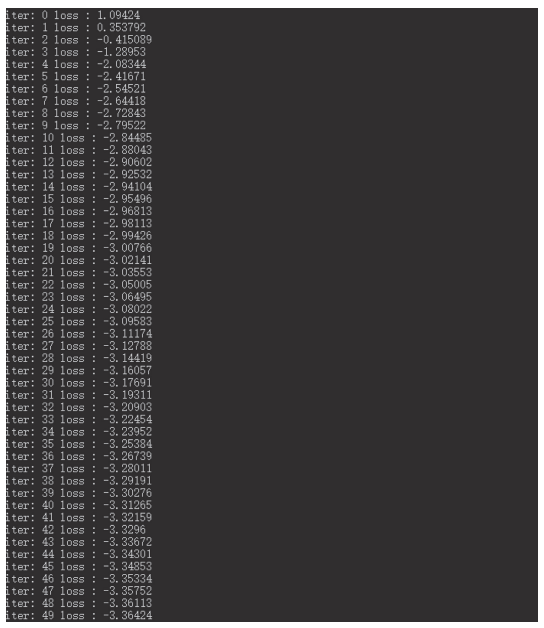 iter: 0 loss : 1.09424
iter: 1 loss : 0.353792
iter: 2 loss : -0.415089
iter: 3 loss : -1.28953
iter: 4 loss : -2.08344
iter: 5 loss : -2.41671
iter: 6 loss : -2.54521
iter: 7 loss : -2.64418
iter: 8 loss : -2.72843
iter: 9 loss : -2.79522
iter: 10 loss : -2.84485
iter: 11 loss : -2.88043
iter: 12 loss : -2.90602
iter: 13 loss : -2.92532
iter: 14 loss : -2.94104
iter: 15 loss : -2.95496
iter: 16 loss : -2.96813
iter: 17 loss : -2.98113
iter: 18 loss : -2.99426
iter: 19 loss : -3.00766
iter: 20 loss : -3.02141
iter: 21 loss : -3.03553
iter: 22 loss : -3.05005
iter: 23 loss : -3.06495
iter: 24 loss : -3.08022
iter: 25 loss : -3.09583
iter: 26 loss : -3.11174
iter: 27 loss : -3.12788
iter: 28 loss : -3.14419
iter: 29 loss : -3.16057
iter: 30 loss : -3.17691
iter: 31 loss : -3.19311
iter: 32 loss : -3.20903
iter: 33 loss : -3.22454
iter: 34 loss : -3.23952
iter: 35 loss : -3.25384
iter: 36 loss : -3.26739
iter: 37 loss : -3.28011
iter: 38 loss : -3.29191
iter: 39 loss : -3.30276
iter: 40 loss : -3.31265
iter: 41 loss : -3.32159
iter: 42 loss : -3.3296
iter: 43 loss : -3.33672
iter: 44 loss : -3.34301
iter: 45 loss : -3.34853
iter: 46 loss : -3.35334
iter: 47 loss : -3.35752
iter: 48 loss : -3.36113
iter: 49 loss : -3.36424